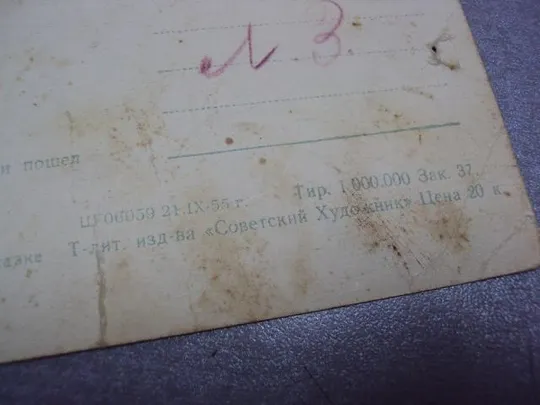 Л 3.
и пошел
Ш06059 21-IX-55 г. Тир. 1.000.000 Зак. 37.
казке Т-лит. изд-ва «Советский Художник» Цена 20 к.